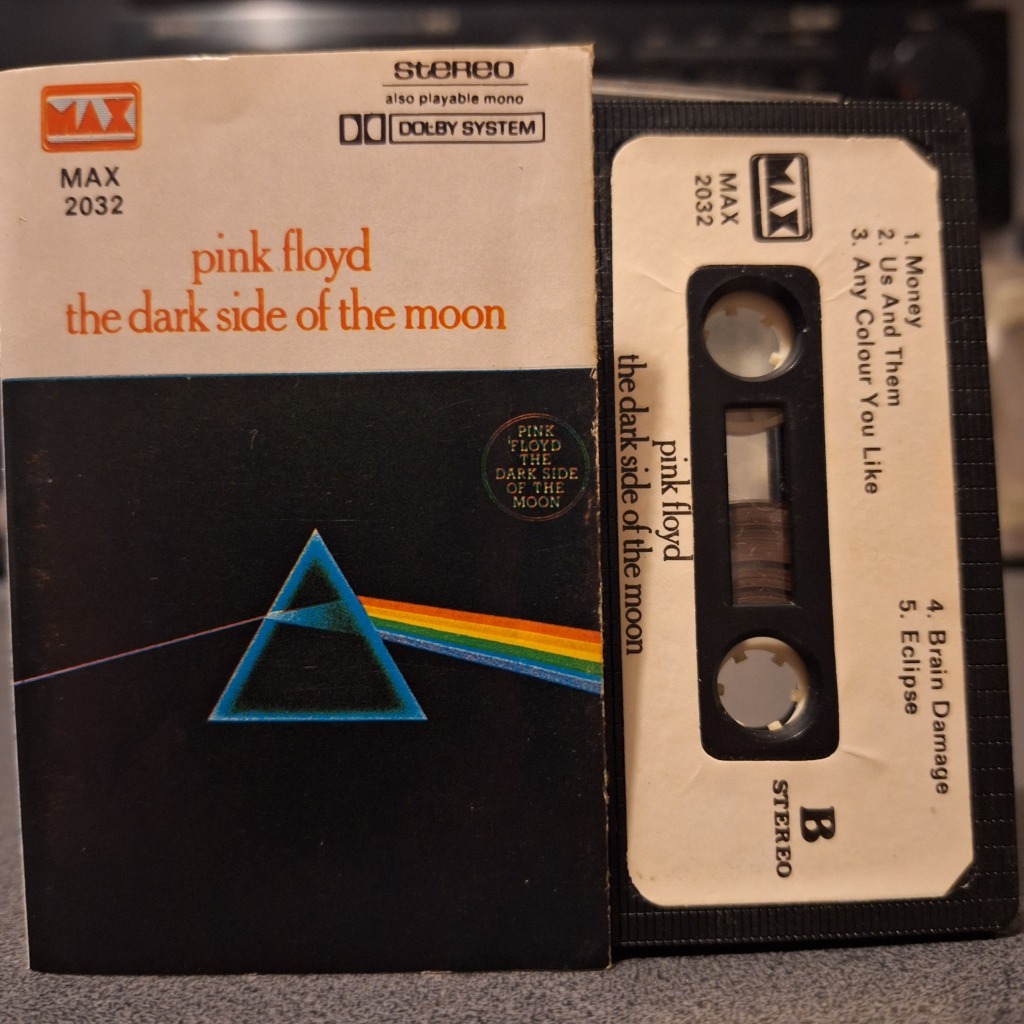 MAX
MAX
2032
STEREO
also playable mono
DOLBY SYSTEM
pink floyd
the dark side of the moon
PINK
FLOYD
THE
DARK SIDE
OF THE
MOON
MAX
MAX
2032
1. Money
2. Us And Them
3. Any Colour You Like
4. Brain Damage
5. Eclipse
pink floyd
the dark side of the moon
B
STEREO